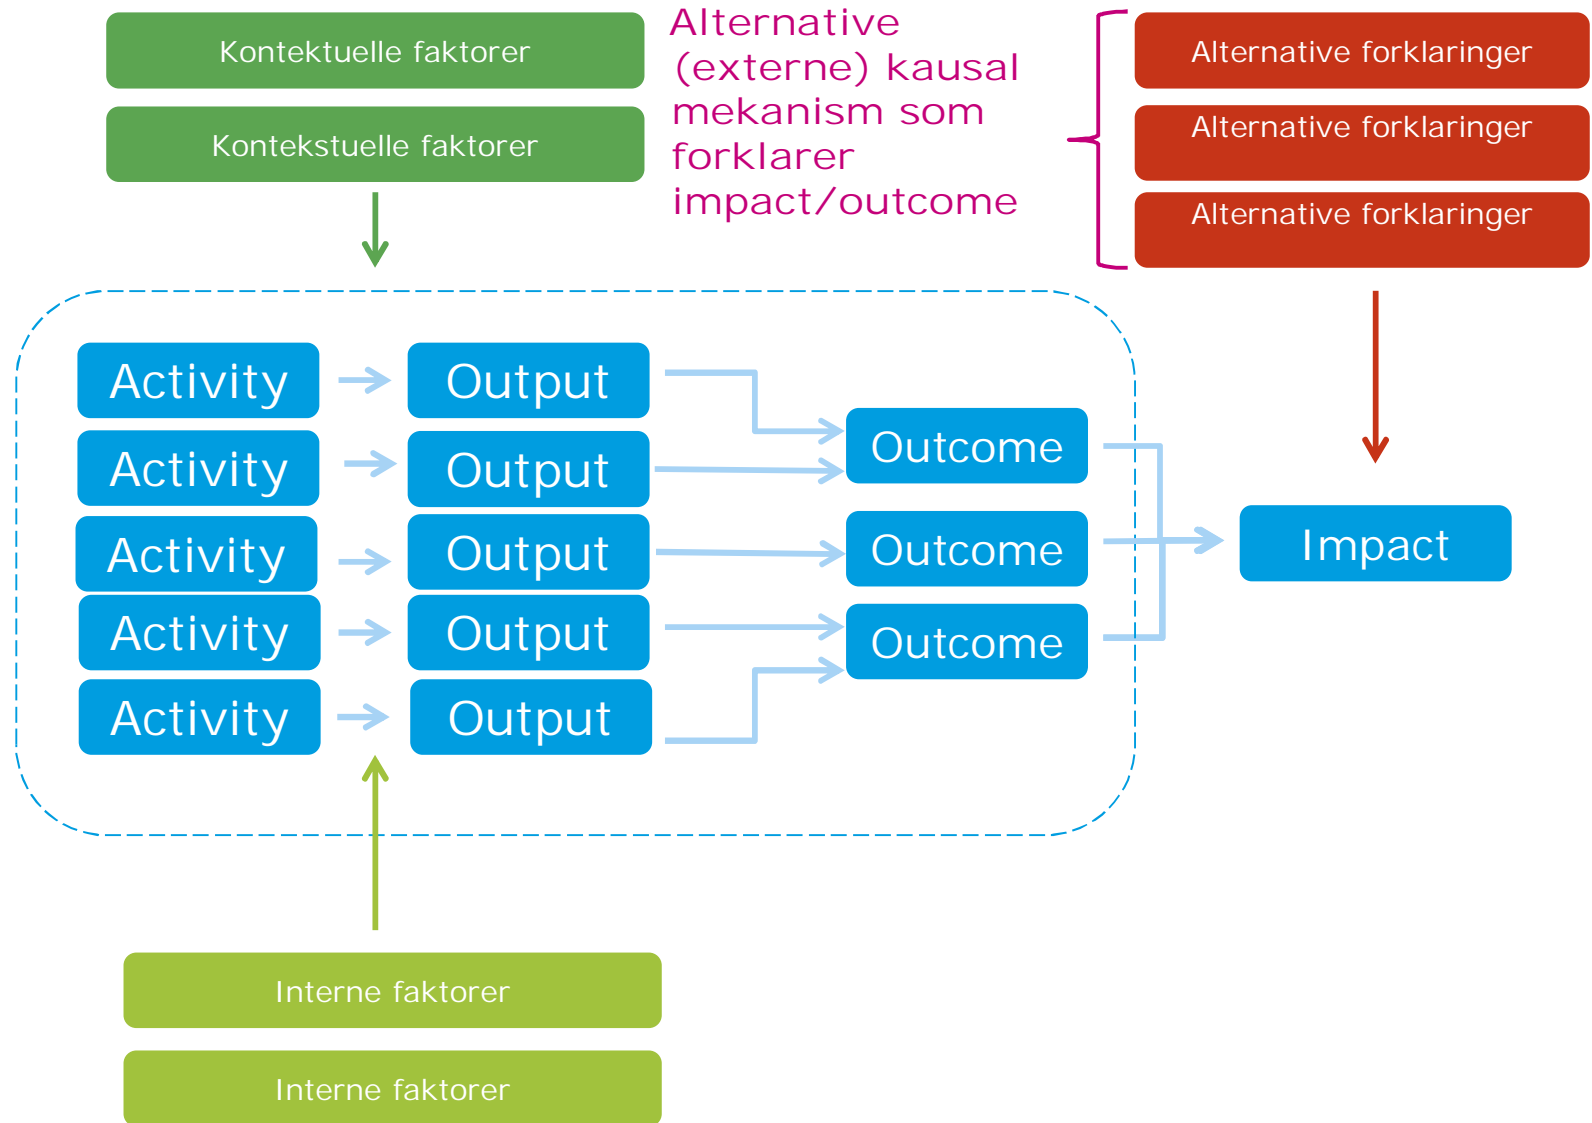 Kontektuelle faktorer
Kontekstuelle faktorer
Alternative
(externe) kausal
mekanism som
forklarer
impact/outcome
Alternative forklaringer
Alternative forklaringer
Alternative forklaringer
Activity
Output
Activity
Output
Activity
Output
Activity
Output
Activity
Output
Outcome
Outcome
Outcome
Impact
Interne faktorer
Interne faktorer